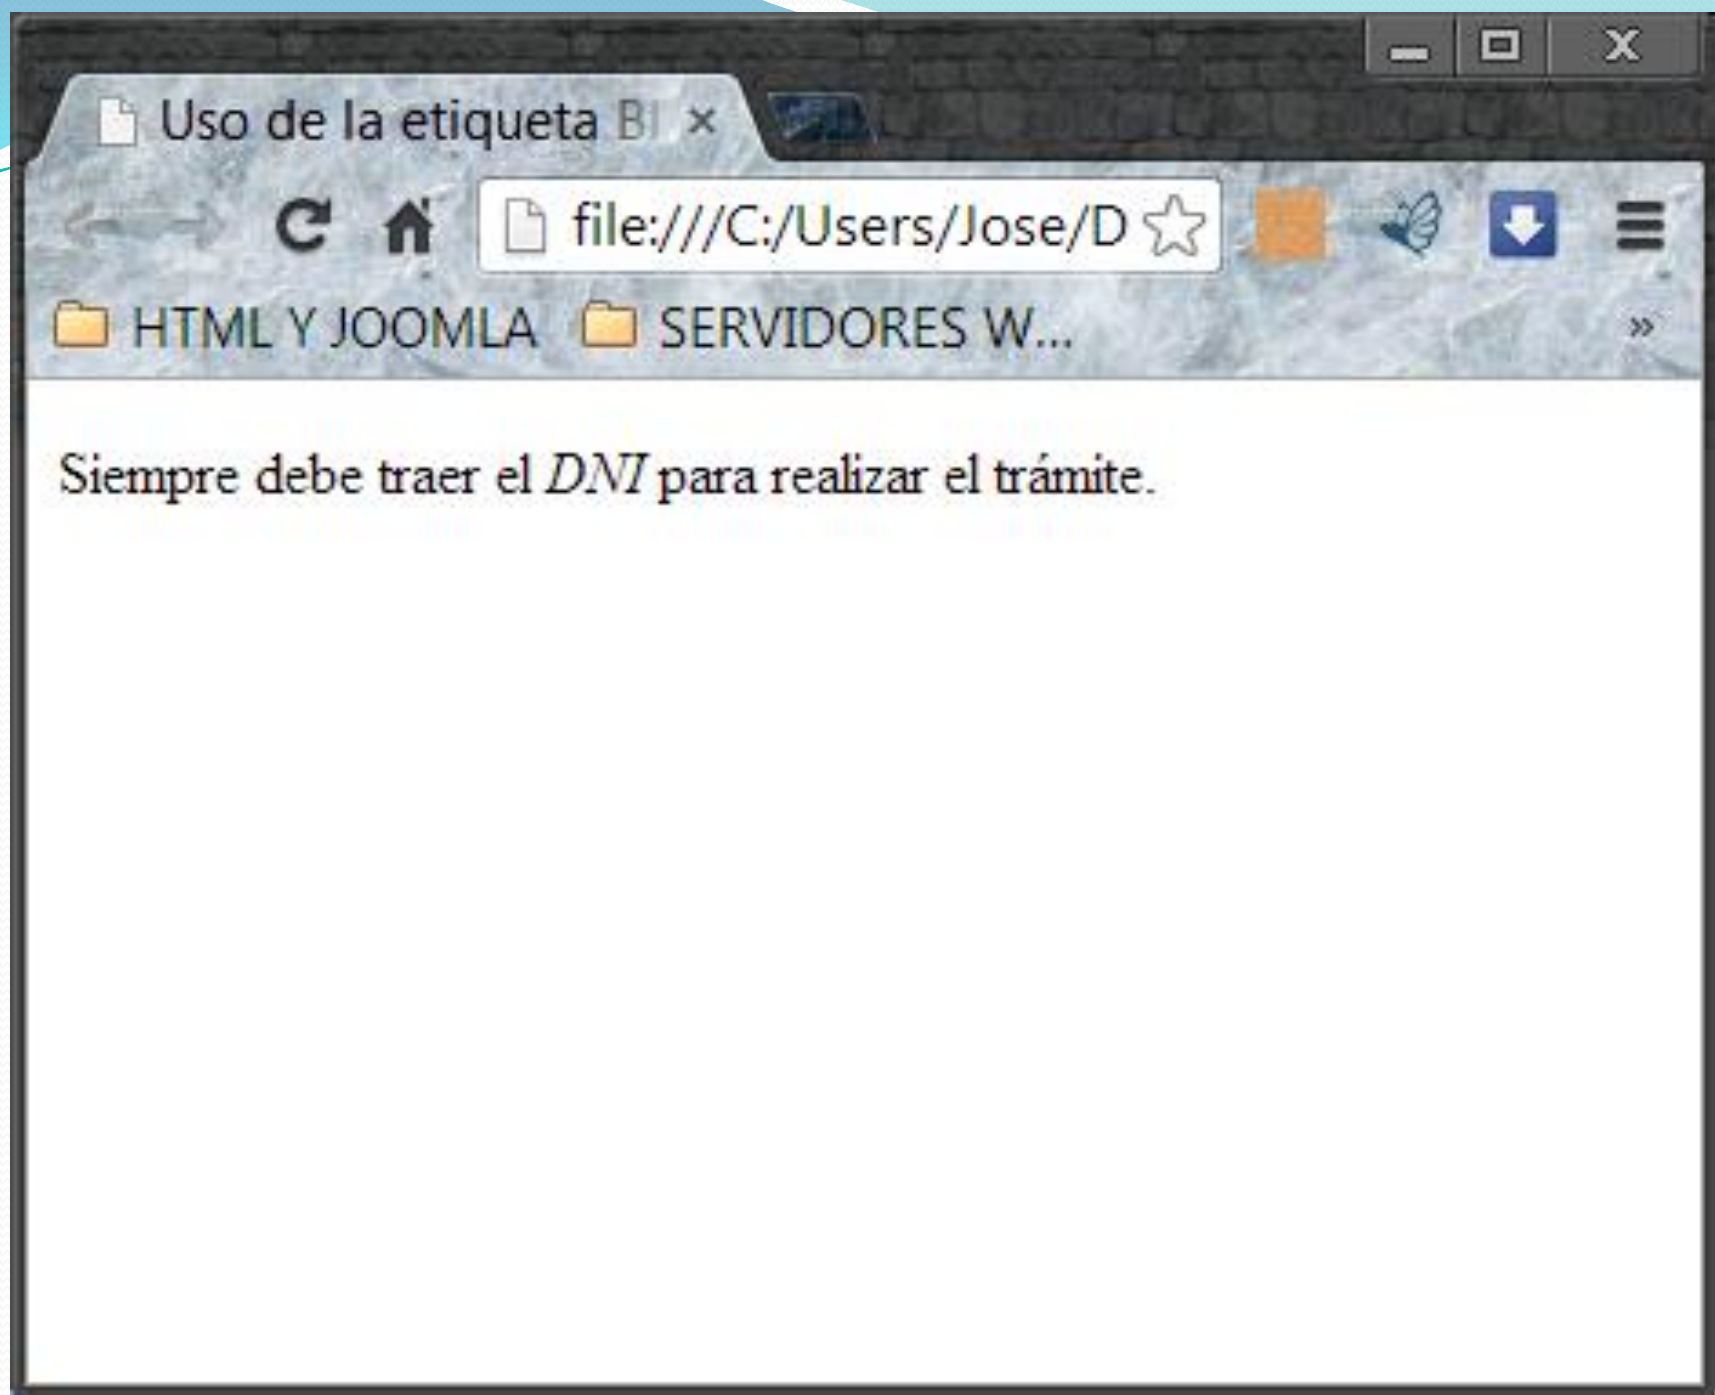 Uso de la etiqueta
file:///C:/Users/Jose/D
HTML Y JOOMLA SERVIDORES W...
Siempre debe traer el DNI para realizar el trámite.